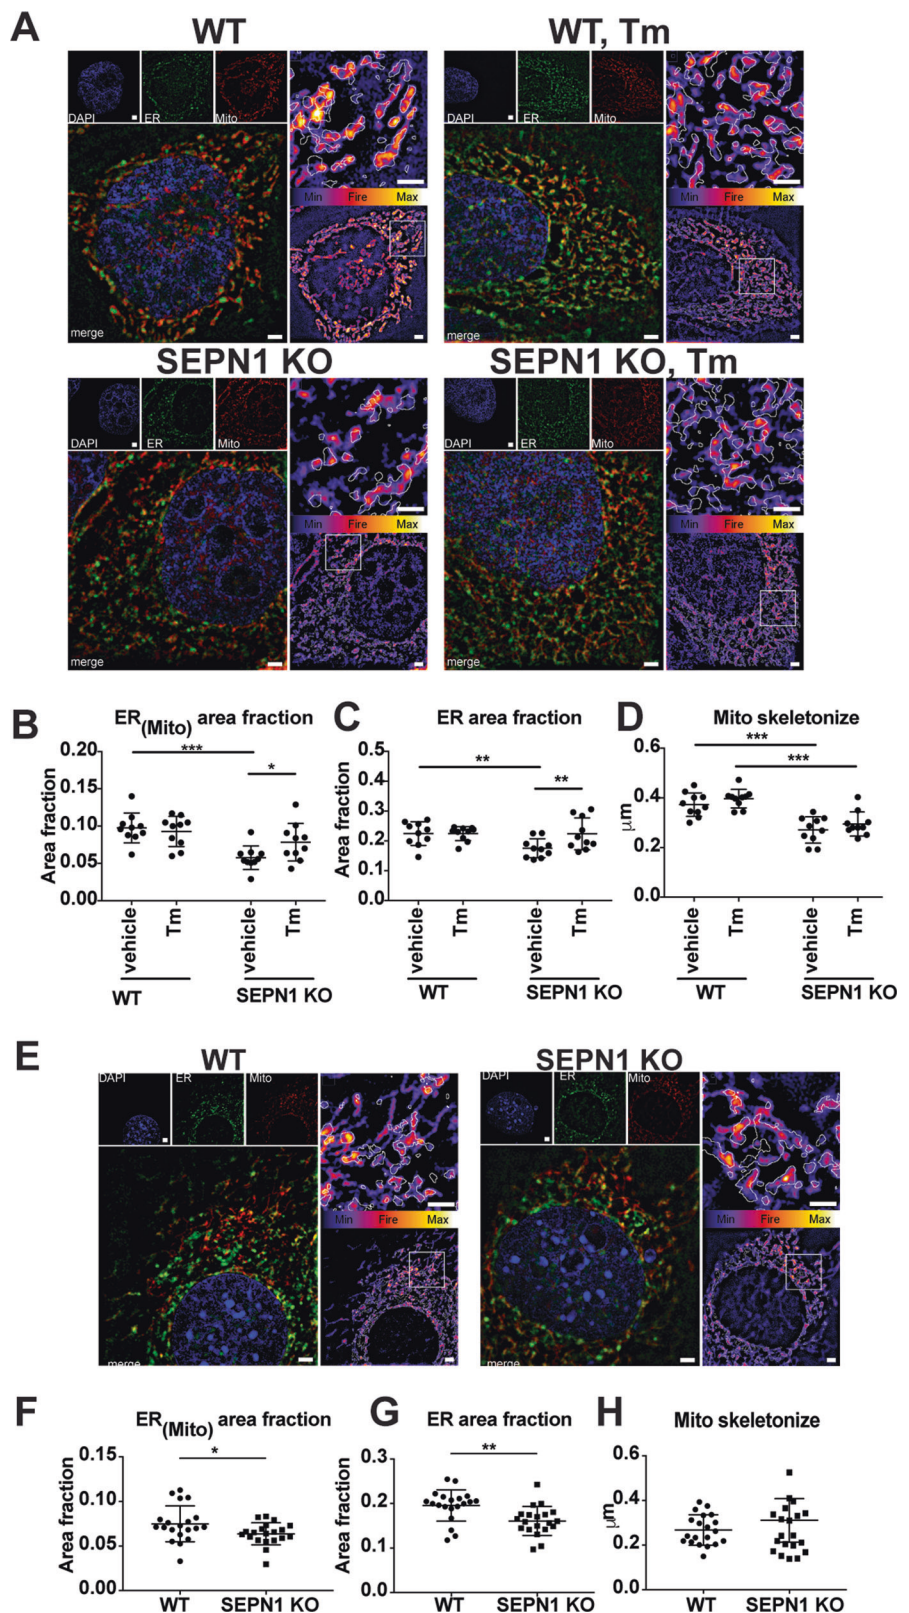 A
WT
WT, Tm
DAPI ER Mito
DAPI ER Mito
Min Fire Max
Min Fire Max
merge
merge
SEPN1 KO
SEPN1 KO, Tm
DAPI ER Mito
DAPI ER Mito
Min Fire Max
Min Fire Max
merge
merge
B
ER(Mito) area fraction
Area fraction
0.20
0.15
0.10
0.05
0.00
***
*
vehicle
Tm
vehicle
Tm
WT
SEPN1 KO
C
ER area fraction
Area fraction
0.5
0.4
0.3
0.2
0.1
0.0
**
**
vehicle
Tm
vehicle
Tm
WT
SEPN1 KO
D
Mito skeletonize
μm
0.6
0.4
0.2
0.0
***
***
vehicle
Tm
vehicle
Tm
WT
SEPN1 KO
E
WT
SEPN1 KO
DAPI ER Mito
DAPI ER Mito
Min Fire Max
Min Fire Max
merge
merge
F
ER(Mito) area fraction
Area fraction
0.15
0.10
0.05
0.00
*
WT SEPN1 KO
G
ER area fraction
Area fraction
0.3
0.2
0.1
0.0
**
WT SEPN1 KO
H
Mito skeletonize
μm
0.6
0.4
0.2
0.0
WT SEPN1 KO